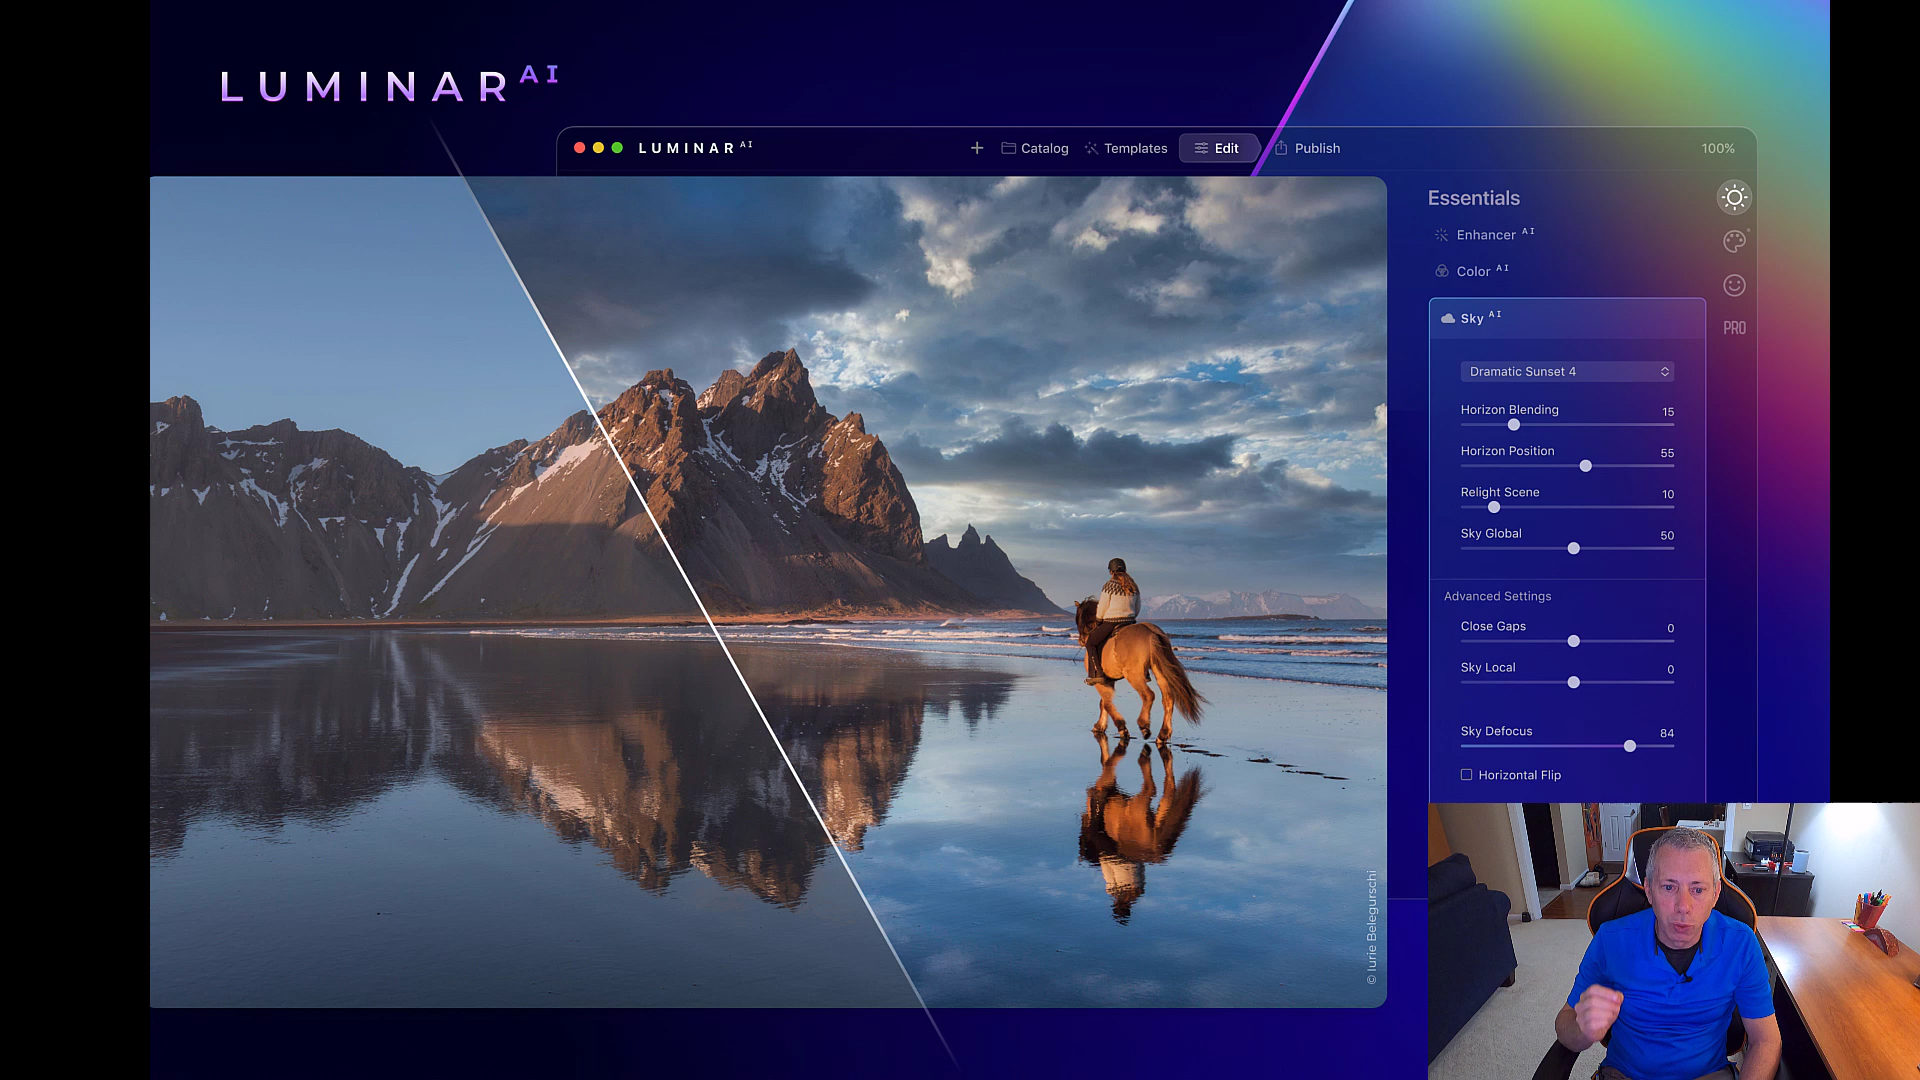 LUMINAR AI
LUMINAR AI
+ Catalog Templates Edit Publish 100%
Essentials
Enhancer AI
Color AI
Sky AI
PRO
Dramatic Sunset 4
Horizon Blending 15
Horizon Position 55
Relight Scene 10
Sky Global 50
Advanced Settings
Close Gaps 0
Sky Local 0
Sky Defocus 84
Horizontal Flip
© Iurie Belegurschi